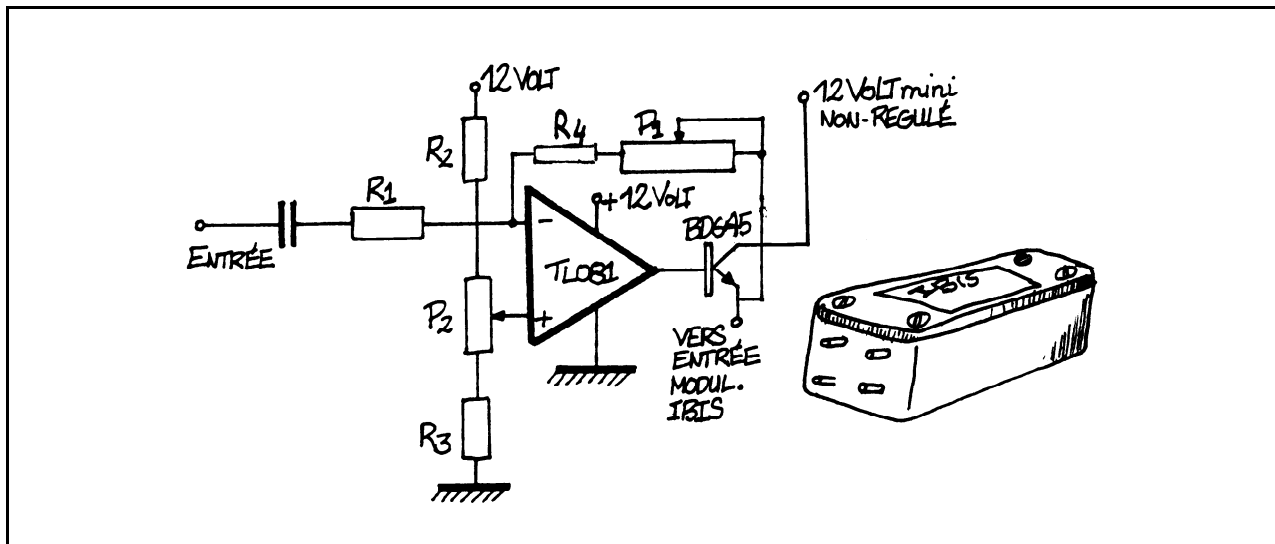 12 VOLT
12 VOLT mini
NON-REGULÉ
R4
P1
R2
R1
+ 12 VOLT
BD645
-
ENTRÉE
TL081
IBIS
P2
+
VERS
ENTRÉE
MODUL.
IBIS
R3